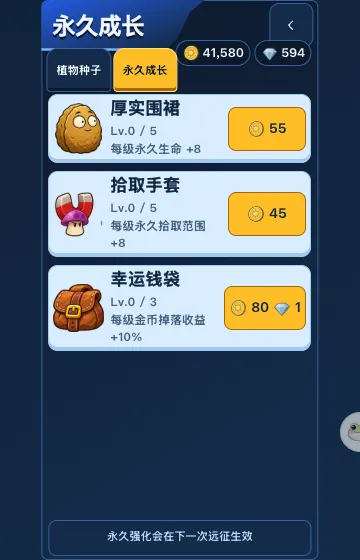 永久成长
41,580
594
植物种子
永久成长
厚实围裙
Lv.0 / 5
每级永久生命 +8
55
拾取手套
Lv.0 / 5
每级永久拾取范围
+8
45
幸运钱袋
Lv.0 / 3
每级金币掉落收益
+10%
80 1
永久强化会在下一次远征生效